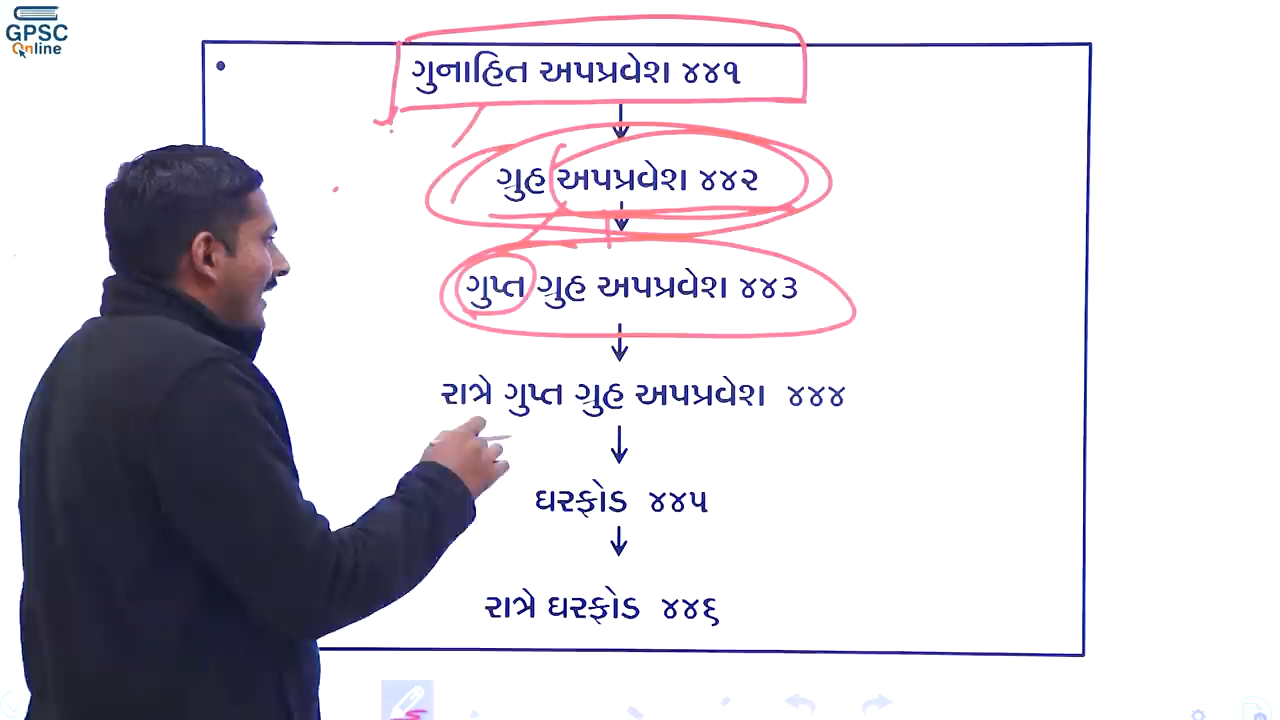 GPSC
Online
• ગુનાહિત અપપ્રવેશ ૪૪૧
ગ્રુહ અપપ્રવેશ ૪૪૨
ગુપ્ત ગ્રુહ અપપ્રવેશ ૪૪૩
રાત્રે ગુપ્ત ગ્રુહ અપપ્રવેશ ૪૪૪
ઘરફોડ ૪૪૫
રાત્રે ઘરફોડ ૪૪૬